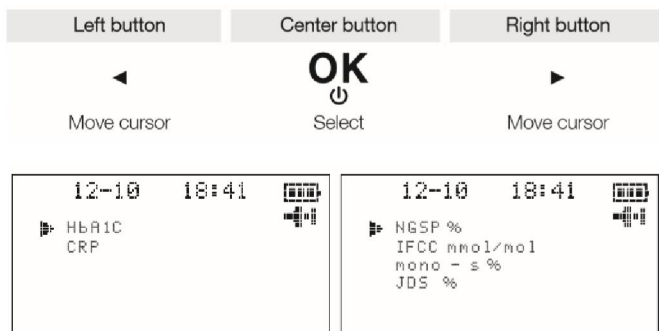 Left button
Center button
Right button
◄
OK
►
Move cursor
Select
Move cursor
12-10 18:41
HbA1C
CRP
12-10 18:41
NGSP %
IFCC mmol/mol
mono - s %
JDS %